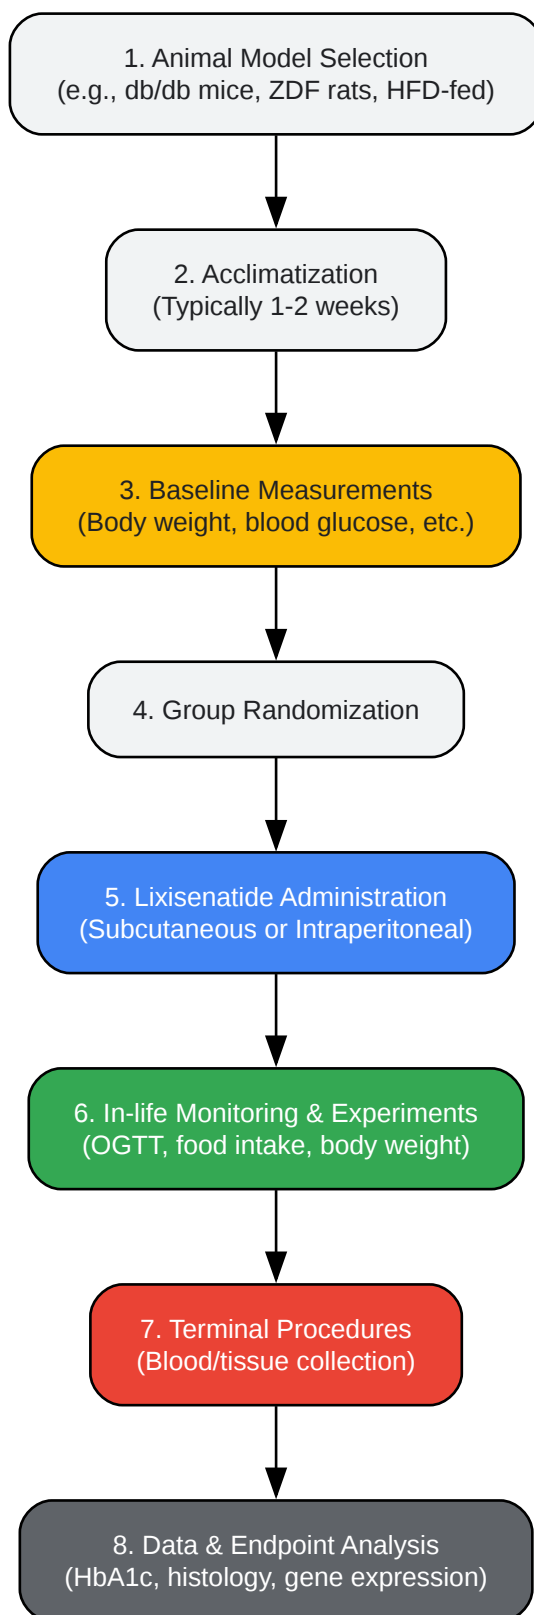 1. Animal Model Selection
(e.g., db/db mice, ZDF rats, HFD-fed)
2. Acclimatization
(Typically 1-2 weeks)
3. Baseline Measurements
(Body weight, blood glucose, etc.)
4. Group Randomization
5. Lixisenatide Administration
(Subcutaneous or Intraperitoneal)
6. In-life Monitoring & Experiments
(OGTT, food intake, body weight)
7. Terminal Procedures
(Blood/tissue collection)
8. Data & Endpoint Analysis
(HbA1c, histology, gene expression)